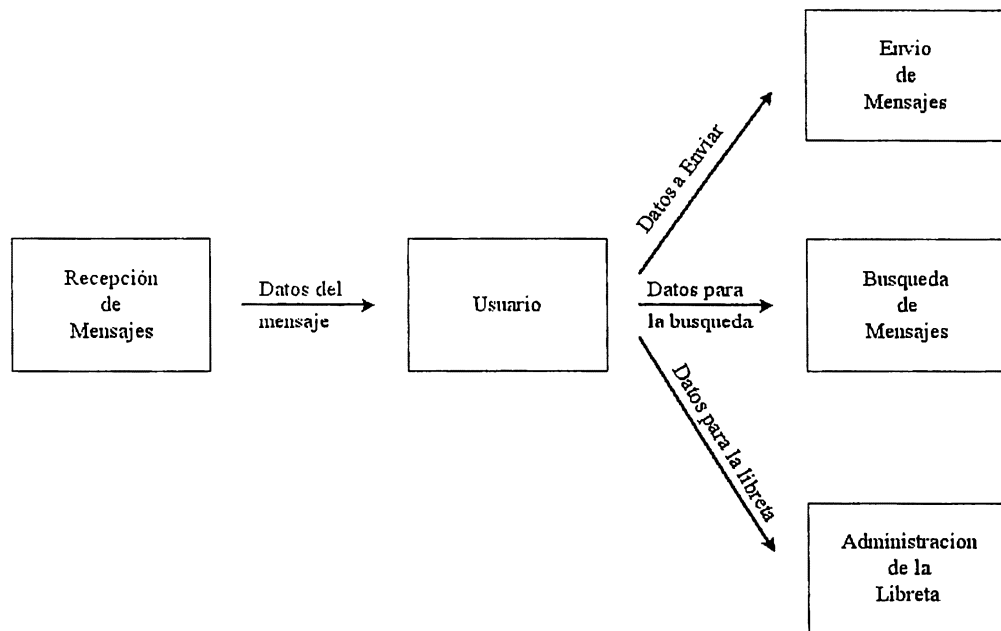 Envio
de
Mensajes
Datos a Enviar
Recepción
de
Mensajes
Datos del
mensaje
Usuario
Datos para
la busqueda
Busqueda
de
Mensajes
Datos para la libreta
Administracion
de la
Libreta